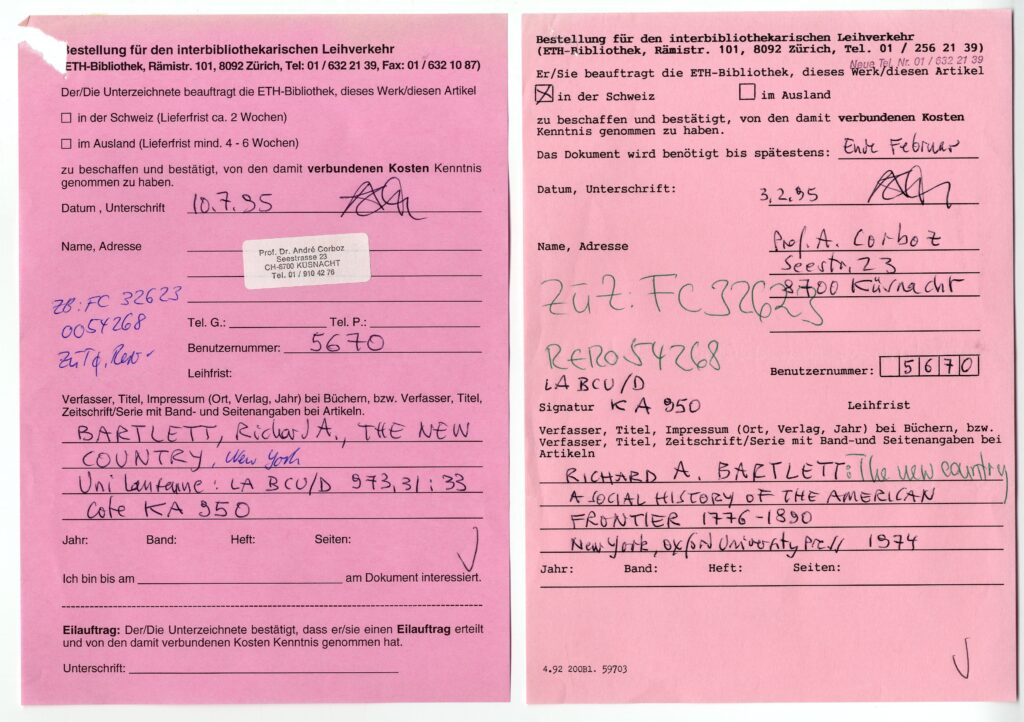 Bestellung für den interbibliothekarischen Leihverkehr
(ETH-Bibliothek, Rämistr. 101, 8092 Zürich, Tel: 01 / 632 21 39, Fax: 01 / 632 10 87)
Der/Die Unterzeichnete beauftragt die ETH-Bibliothek, dieses Werk/diesen Artikel
☐ in der Schweiz (Lieferfrist ca. 2 Wochen)
☐ im Ausland (Lieferfrist mind. 4 - 6 Wochen)
zu beschaffen und bestätigt, von den damit verbundenen Kosten Kenntnis
genommen zu haben.
Datum , Unterschrift 10.7.95
Name, Adresse
Prof. Dr. André Corboz
Seestrasse 23
CH-8700 KÜSNACHT
Tel. 01 / 910 42 76
ZB: FC 32623
0054268
Tel. G.: Tel. P.:
Benutzernummer: 5670
Leihfrist:
Verfasser, Titel, Impressum (Ort, Verlag, Jahr) bei Büchern, bzw. Verfasser, Titel,
Zeitschrift/Serie mit Band- und Seitenangaben bei Artikeln.
BARTLETT, Richard A., THE NEW
COUNTRY, New York
Uni Lausanne: LA BCU/D 973,31:33
Cote KA 950
Jahr: Band: Heft: Seiten:
Ich bin bis am am Dokument interessiert.
Eilauftrag: Der/Die Unterzeichnete bestätigt, dass er/sie einen Eilauftrag erteilt
und von den damit verbundenen Kosten Kenntnis genommen hat.
Unterschrift:
Bestellung für den interbibliothekarischen Leihverkehr
(ETH-Bibliothek, Rämistr. 101, 8092 Zürich, Tel. 01 / 256 21 39)
Neue Tel. Nr. 01 / 632 21 39
Er/Sie beauftragt die ETH-Bibliothek, dieses Werk/diesen Artikel
☒ in der Schweiz ☐ im Ausland
zu beschaffen und bestätigt, von den damit verbundenen Kosten
Kenntnis genommen zu haben.
Das Dokument wird benötigt bis spätestens: Ende Februar
Datum, Unterschrift: 3.2.95
Name, Adresse Prof. A. Corboz
Seestr. 23
8700 Küsnacht
ZÜZ: FC 32623
RERO 54268
Benutzernummer: 5670
LA BCU/D
Signatur KA 950 Leihfrist
Verfasser, Titel, Impressum (Ort, Verlag, Jahr) bei Büchern, bzw.
Verfasser, Titel, Zeitschrift/Serie mit Band-und Seitenangaben bei
Artikeln
RICHARD A. BARTLETT: The new country
A SOCIAL HISTORY OF THE AMERICAN
FRONTIER 1776-1890
New York, Oxford University Press 1974
Jahr: Band: Heft: Seiten:
4.92 200Bl. 59703